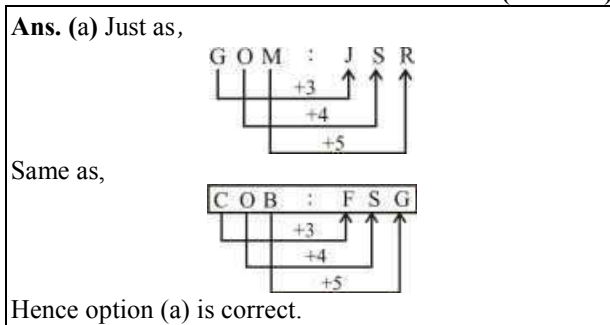 Ans. (a) Just as,
G O M : J S R
+3
+4
+5
Same as,
C O B : F S G
+3
+4
+5
Hence option (a) is correct.